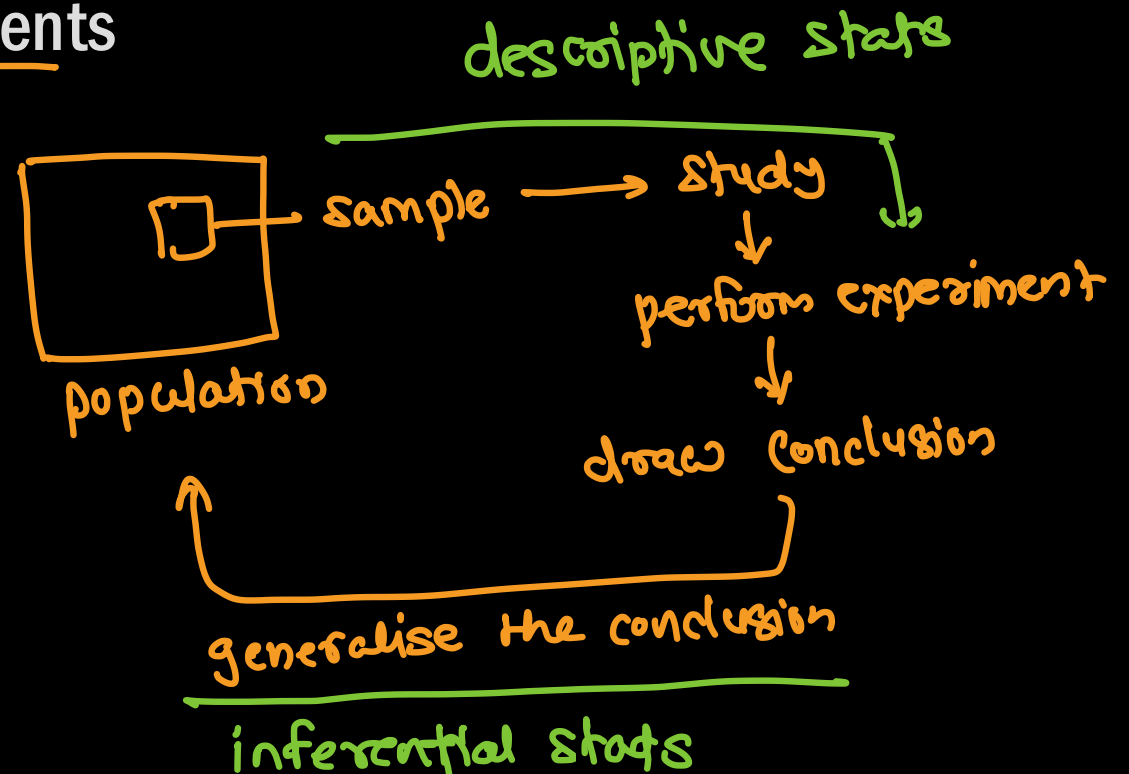 ents
descriptive stats
sample study
perform experiment
population
draw conclusion
generalise the conclusion
inferential stats